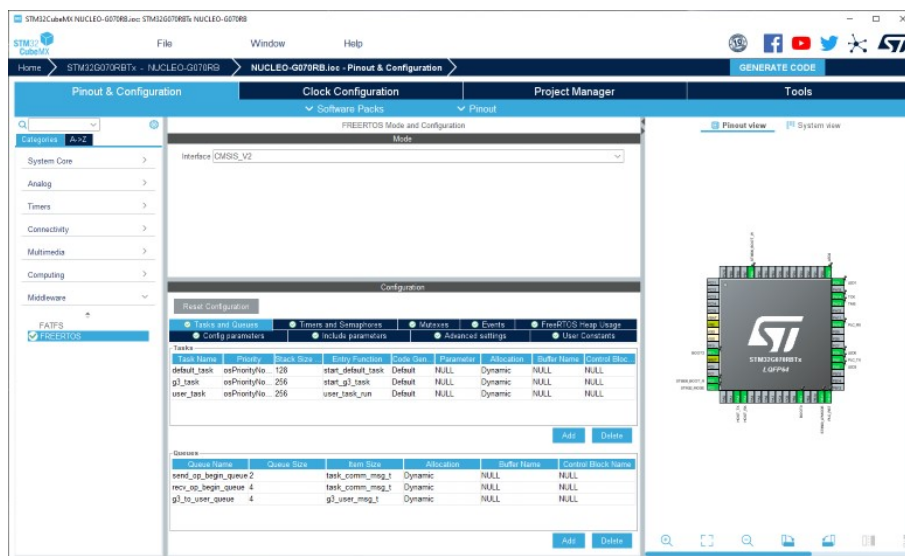 STM32CubeMX NUCLEO-G070RB.ioc: STM32G070RBTx NUCLEO-G070RB
STM32 CubeMX
File Window Help
Home STM32G070RBTx - NUCLEO-G070RB NUCLEO-G070RB.ioc - Pinout & Configuration GENERATE CODE
Pinout & Configuration Clock Configuration Project Manager Tools
Software Packs Pinout
FREERTOS Mode and Configuration
Pinout view System view
Categories A->Z
Mode
System Core
Interface CMSIS_V2
Analog
Timers
Connectivity
Multimedia
Computing
Middleware
FATFS
FREERTOS
Configuration
Reset Configuration
Tasks and Queues Timers and Semaphores Mutexes Events FreeRTOS Heap Usage
Config parameters Include parameters Advanced settings User Constants
Tasks
Task Name Priority Stack Size ... Entry Function Code Gen... Parameter Allocation Buffer Name Control Bloc...
default_task osPriorityNo... 128 start_default_task Default NULL Dynamic NULL NULL
g3_task osPriorityNo... 256 start_g3_task Default NULL Dynamic NULL NULL
user_task osPriorityNo... 256 user_task_run Default NULL Dynamic NULL NULL
Add Delete
Queues
Queue Name Queue Size Item Size Allocation Buffer Name Control Block Name
send_op_begin_queue 2 task_comm_msg_t Dynamic NULL NULL
recv_op_begin_queue 4 task_comm_msg_t Dynamic NULL NULL
g3_to_user_queue 4 g3_user_msg_t Dynamic NULL NULL
Add Delete
STM32G070RBTx
LQFP64